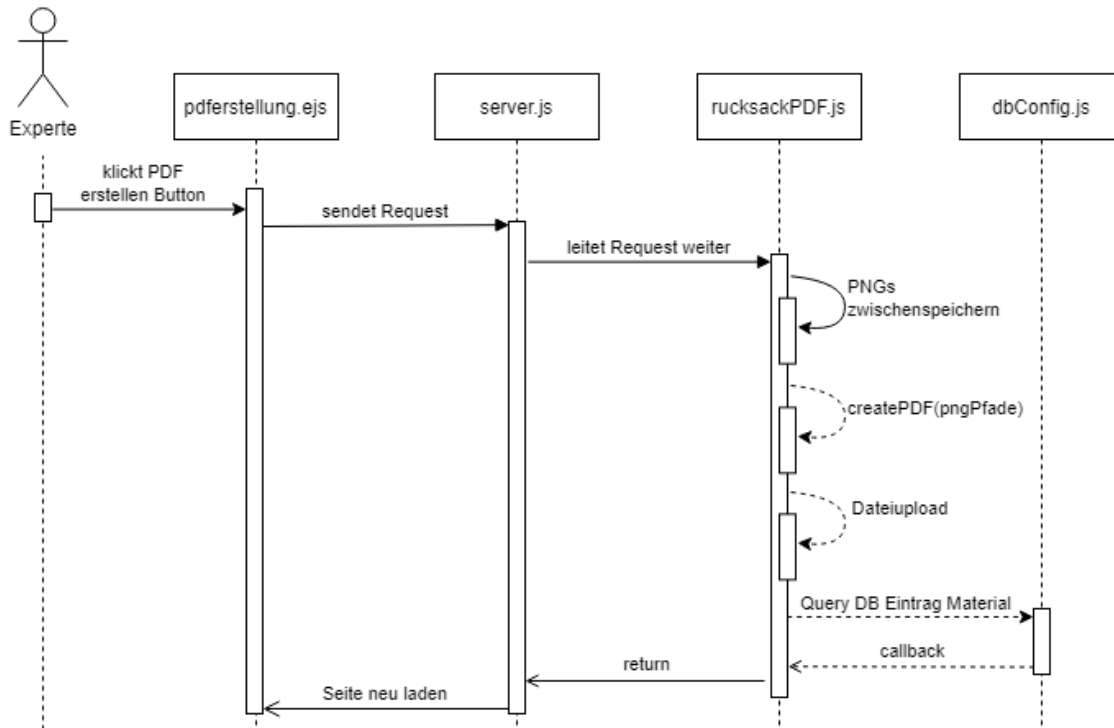 Experte
pdferstellung.ejs
server.js
rucksackPDF.js
dbConfig.js
klickt PDF
erstellen Button
sendet Request
leitet Request weiter
PNGs
zwischenspeichern
createPDF(pngPfade)
Dateiupload
Query DB Eintrag Material
callback
return
Seite neu laden